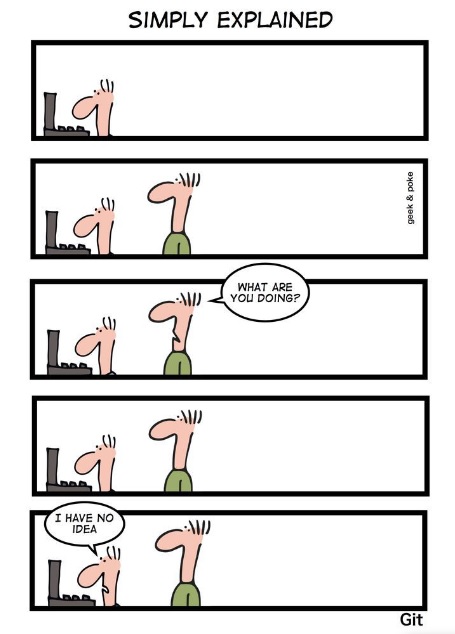 SIMPLY EXPLAINED
geek & poke
WHAT ARE
YOU DOING?
I HAVE NO
IDEA
Git